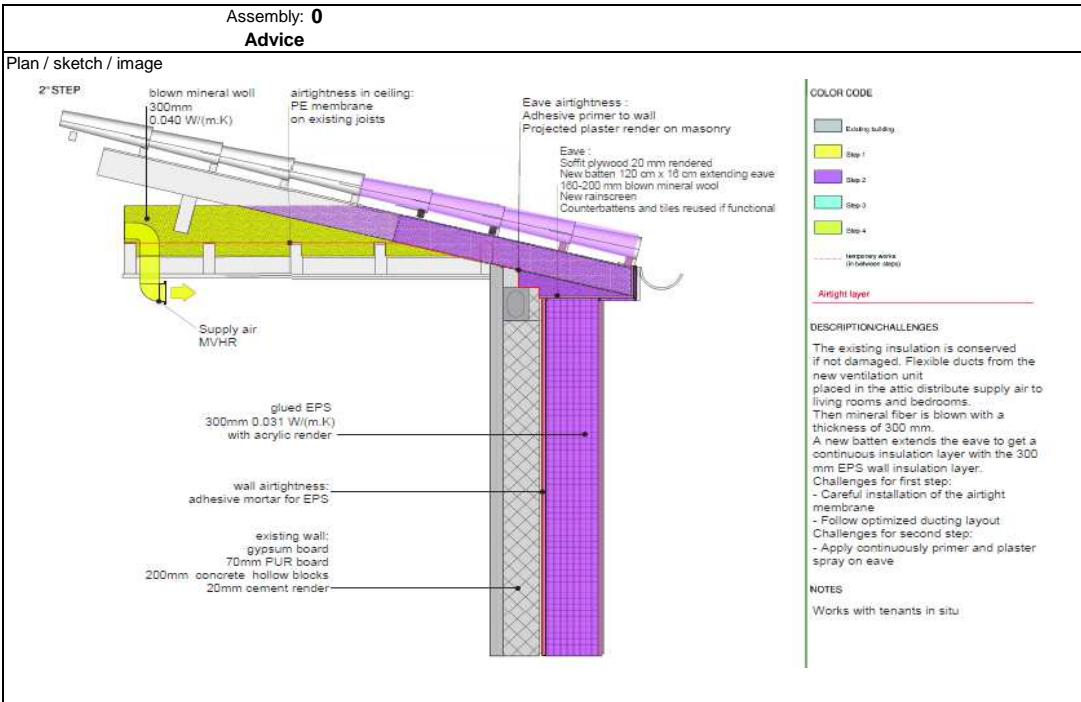 Assembly: 0
Advice
Plan / sketch / image
2° STEP
blown mineral woll
300mm
0.040 W/(m.K)
airtightness in ceiling:
PE membrane
on existing joists
Eave airtightness :
Adhesive primer to wall
Projected plaster render on masonry
Eave :
Soffit plywood 20 mm rendered
New batten 120 cm x 16 cm extending eave
160-200 mm blown mineral wool
New rainscreen
Counterbattens and tiles reused if functional
Supply air
MVHR
glued EPS
300mm 0.031 W/(m.K)
with acrylic render
wall airtightness:
adhesive mortar for EPS
existing wall:
gypsum board
70mm PUR board
200mm concrete hollow blocks
20mm cement render
COLOR CODE
Existing building
Step 1
Step 2
Step 3
Step 4
temporary works
(in between steps)
Airtight layer
DESCRIPTION/CHALLENGES
The existing insulation is conserved
if not damaged. Flexible ducts from the
new ventilation unit
placed in the attic distribute supply air to
living rooms and bedrooms.
Then mineral fiber is blown with a
thickness of 300 mm.
A new batten extends the eave to get a
continuous insulation layer with the 300
mm EPS wall insulation layer.
Challenges for first step:
- Careful installation of the airtight
membrane
- Follow optimized ducting layout
Challenges for second step:
- Apply continuously primer and plaster
spray on eave
NOTES
Works with tenants in situ